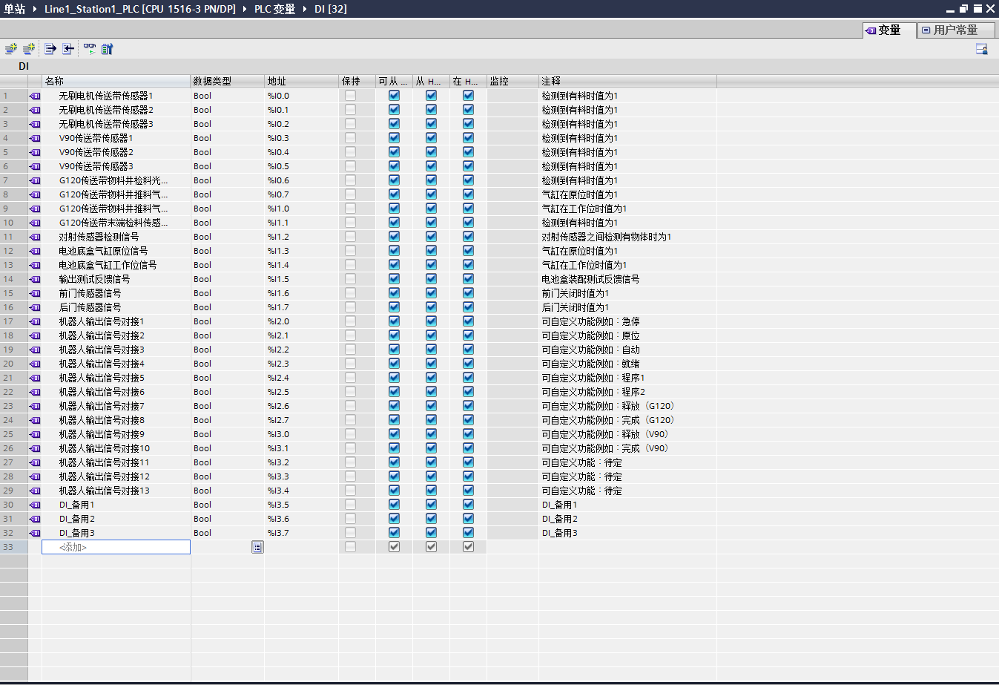 单站 ▸ Line1_Station1_PLC [CPU 1516-3 PN/DP] ▸ PLC 变量 ▸ DI [32]
变量 用户常量
DI
名称 数据类型 地址 保持 可从 ... 从 H... 在 H... 监控 注释
1 无刷电机传送带传感器1 Bool %I0.0 检测到有料时值为1
2 无刷电机传送带传感器2 Bool %I0.1 检测到有料时值为1
3 无刷电机传送带传感器3 Bool %I0.2 检测到有料时值为1
4 V90传送带传感器1 Bool %I0.3 检测到有料时值为1
5 V90传送带传感器2 Bool %I0.4 检测到有料时值为1
6 V90传送带传感器3 Bool %I0.5 检测到有料时值为1
7 G120传送带物料井检料光... Bool %I0.6 检测到有料时值为1
8 G120传送带物料井推料气... Bool %I0.7 气缸在原位时值为1
9 G120传送带物料井推料气... Bool %I1.0 气缸在工作位时值为1
10 G120传送带末端检料传感... Bool %I1.1 检测到有料时值为1
11 对射传感器检测信号 Bool %I1.2 对射传感器之间检测有物体时为1
12 电池底盒气缸原位信号 Bool %I1.3 气缸在原位时值为1
13 电池底盒气缸工作位信号 Bool %I1.4 气缸在工作位时值为1
14 输出测试反馈信号 Bool %I1.5 电池盒装配测试反馈信号
15 前门传感器信号 Bool %I1.6 前门关闭时值为1
16 后门传感器信号 Bool %I1.7 后门关闭时值为1
17 机器人输出信号对接1 Bool %I2.0 可自定义功能例如：急停
18 机器人输出信号对接2 Bool %I2.1 可自定义功能例如：原位
19 机器人输出信号对接3 Bool %I2.2 可自定义功能例如：自动
20 机器人输出信号对接4 Bool %I2.3 可自定义功能例如：就绪
21 机器人输出信号对接5 Bool %I2.4 可自定义功能例如：程序1
22 机器人输出信号对接6 Bool %I2.5 可自定义功能例如：程序2
23 机器人输出信号对接7 Bool %I2.6 可自定义功能例如：释放（G120）
24 机器人输出信号对接8 Bool %I2.7 可自定义功能例如：完成（G120）
25 机器人输出信号对接9 Bool %I3.0 可自定义功能例如：释放（V90）
26 机器人输出信号对接10 Bool %I3.1 可自定义功能例如：完成（V90）
27 机器人输出信号对接11 Bool %I3.2 可自定义功能：待定
28 机器人输出信号对接12 Bool %I3.3 可自定义功能：待定
29 机器人输出信号对接13 Bool %I3.4 可自定义功能：待定
30 DI_备用1 Bool %I3.5 DI_备用1
31 DI_备用2 Bool %I3.6 DI_备用2
32 DI_备用3 Bool %I3.7 DI_备用3
33 <添加>